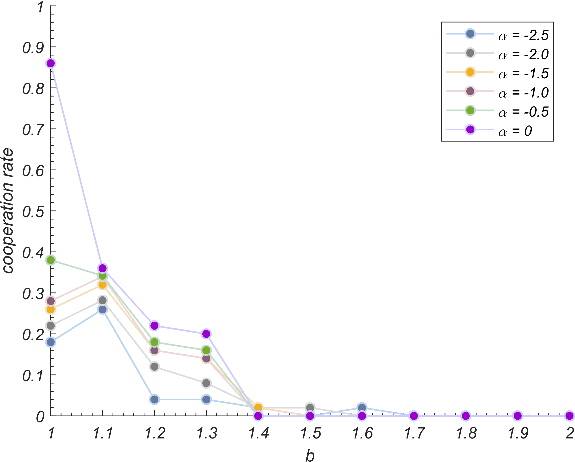 1
0.9
0.8
0.7
0.6
0.5
0.4
0.3
0.2
0.1
0
cooperation rate
α = -2.5
α = -2.0
α = -1.5
α = -1.0
α = -0.5
α = 0
1 1.1 1.2 1.3 1.4 1.5 1.6 1.7 1.8 1.9 2
b